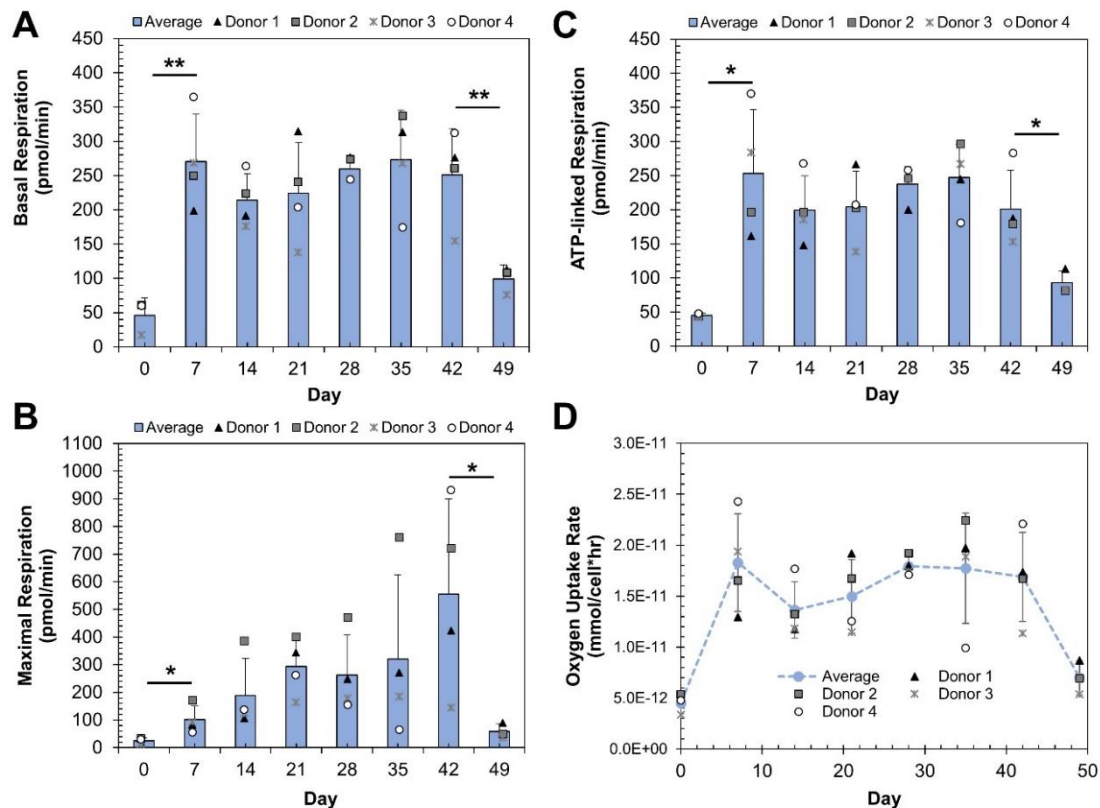 A
Average Donor 1 Donor 2 Donor 3 Donor 4
Basal Respiration
(pmol/min)
450
400
350
300
250
200
150
100
50
0
**
**
0 7 14 21 28 35 42 49
Day
C
Average Donor 1 Donor 2 Donor 3 Donor 4
ATP-linked Respiration
(pmol/min)
450
400
350
300
250
200
150
100
50
0
*
*
0 7 14 21 28 35 42 49
Day
B
Average Donor 1 Donor 2 Donor 3 Donor 4
Maximal Respiration
(pmol/min)
1100
1000
900
800
700
600
500
400
300
200
100
0
*
*
0 7 14 21 28 35 42 49
Day
D
Oxygen Uptake Rate
(mmol/cell*hr)
3.0E-11
2.5E-11
2.0E-11
1.5E-11
1.0E-11
5.0E-12
0.0E+00
Average Donor 1
Donor 2 Donor 3
Donor 4
0 10 20 30 40 50
Day